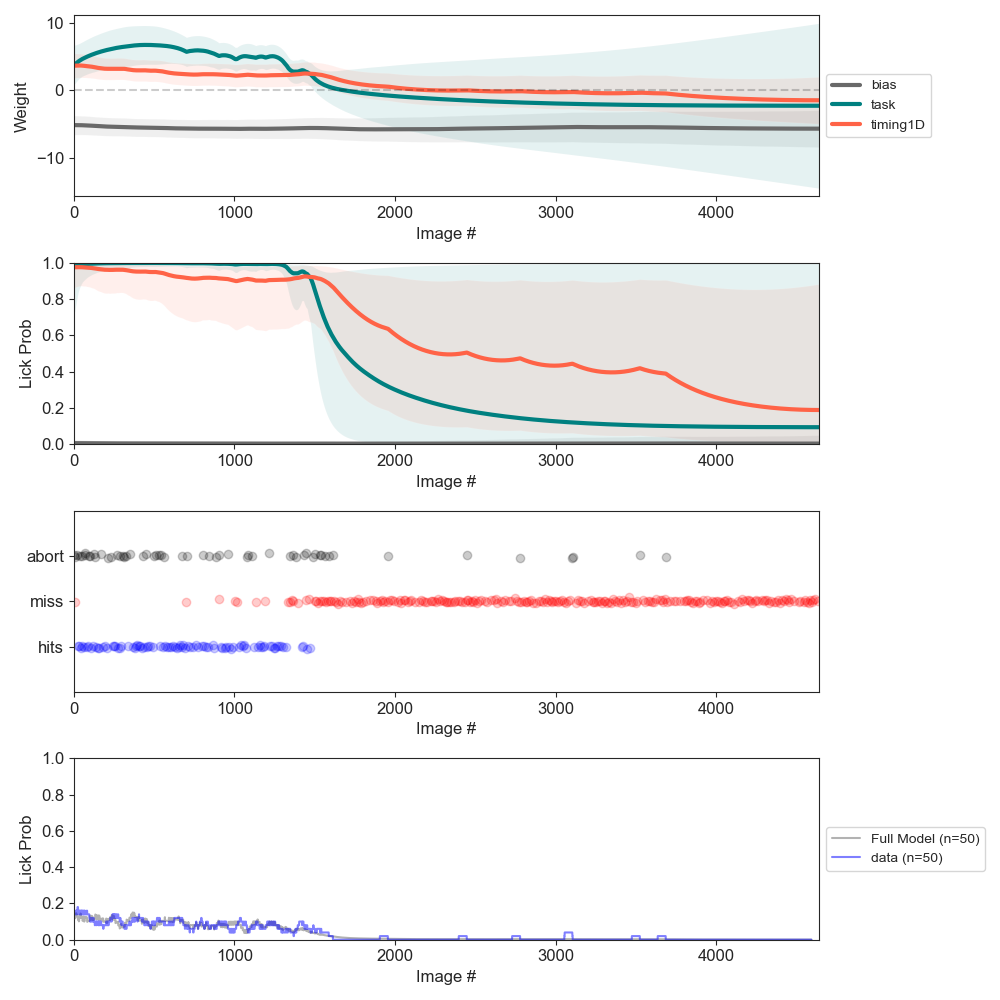 10
0
−10
Weight
0 1000 2000 3000 4000
Image #
bias
task
timing1D
1.0
0.8
0.6
0.4
0.2
0.0
Lick Prob
0 1000 2000 3000 4000
Image #
abort
miss
hits
0 1000 2000 3000 4000
Image #
1.0
0.8
0.6
0.4
0.2
0.0
Lick Prob
0 1000 2000 3000 4000
Image #
Full Model (n=50)
data (n=50)